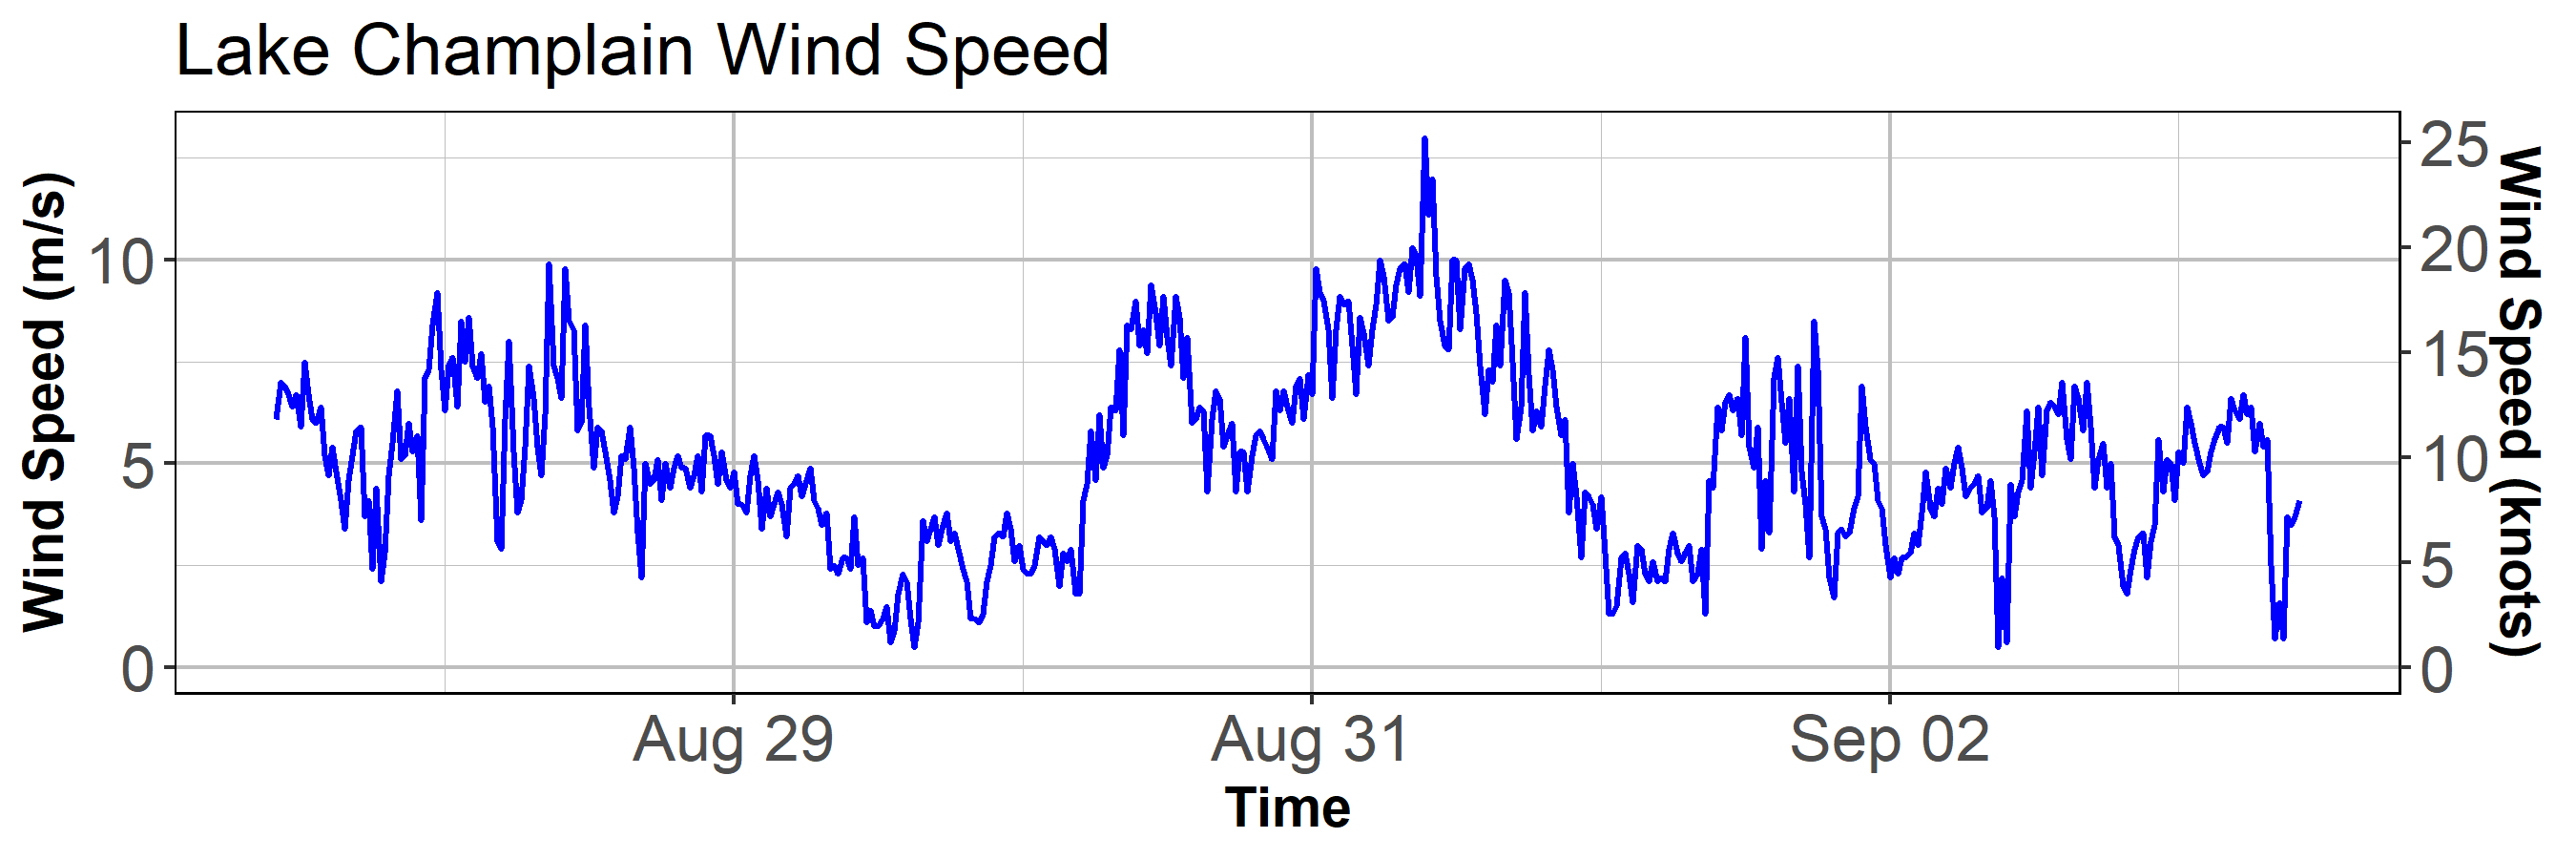 Lake Champlain Wind Speed
Wind Speed (m/s)
10
5
0
25
20
15
10
5
0
Wind Speed (knots)
Aug 29
Aug 31
Sep 02
Time